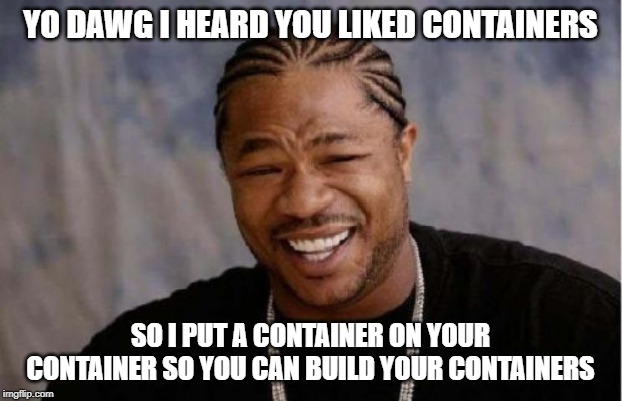 YO DAWG I HEARD YOU LIKED CONTAINERS
SO I PUT A CONTAINER ON YOUR
CONTAINER SO YOU CAN BUILD YOUR CONTAINERS
imgflip.com